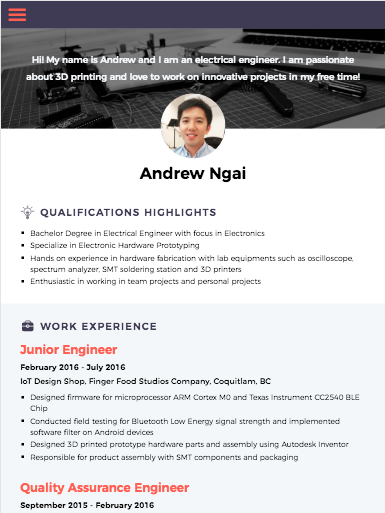 Hi! My name is Andrew and I am an electrical engineer. I am passionate
about 3D printing and love to work on innovative projects in my free time!
Andrew Ngai
QUALIFICATIONS HIGHLIGHTS
Bachelor Degree in Electrical Engineer with focus in Electronics
Specialize in Electronic Hardware Prototyping
Hands on experience in hardware fabrication with lab equipments such as oscilloscope,
spectrum analyzer, SMT soldering station and 3D printers
Enthusiastic in working in team projects and personal projects
WORK EXPERIENCE
Junior Engineer
February 2016 - July 2016
IoT Design Shop, Finger Food Studios Company, Coquitlam, BC
Designed firmware for microprocessor ARM Cortex M0 and Texas Instrument CC2540 BLE
Chip
Conducted field testing for Bluetooth Low Energy signal strength and implemented
software filter on Android devices
Designed 3D printed prototype hardware parts and assembly using Autodesk Inventor
Responsible for product assembly with SMT components and packaging
Quality Assurance Engineer
September 2015 - February 2016